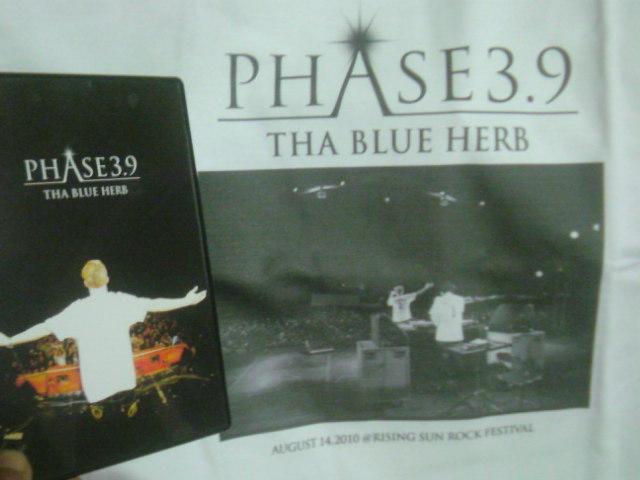 PHASE3.9
THA BLUE HERB
PHASE3.9
THA BLUE HERB
AUGUST 14.2010 @RISING SUN ROCK FESTIVAL